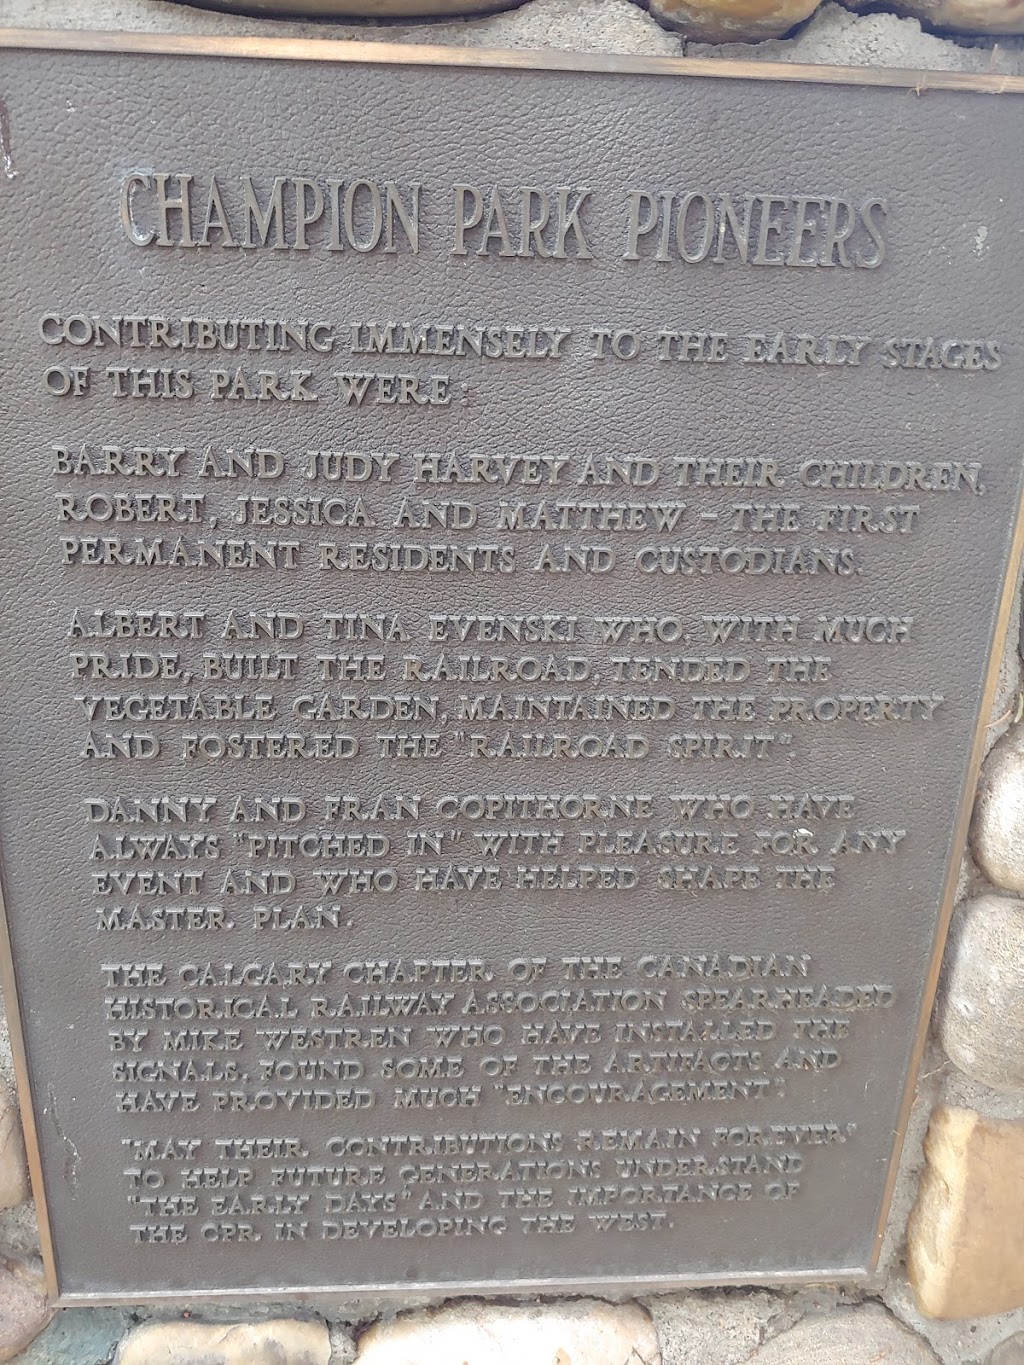 CHAMPION PARK PIONEERS
CONTRIBUTING IMMENSELY TO THE EARLY STAGES
OF THIS PARK WERE:
BARRY AND JUDY HARVEY AND THEIR CHILDREN,
ROBERT, JESSICA AND MATTHEW - THE FIRST
PERMANENT RESIDENTS AND CUSTODIANS.
ALBERT AND TINA EVENSKI WHO, WITH MUCH
PRIDE, BUILT THE RAILROAD, TENDED THE
VEGETABLE GARDEN, MAINTAINED THE PROPERTY
AND FOSTERED THE "RAILROAD SPIRIT".
DANNY AND FRAN COPITHORNE WHO HAVE
ALWAYS "PITCHED IN" WITH PLEASURE FOR ANY
EVENT AND WHO HAVE HELPED SHAPE THE
MASTER PLAN.
THE CALGARY CHAPTER OF THE CANADIAN
HISTORICAL RAILWAY ASSOCIATION SPEARHEADED
BY MIKE WESTREN WHO HAVE INSTALLED THE
SIGNALS, FOUND SOME OF THE ARTIFACTS AND
HAVE PROVIDED MUCH "ENCOURAGEMENT".
"MAY THEIR CONTRIBUTIONS REMAIN FOREVER"
TO HELP FUTURE GENERATIONS UNDERSTAND
"THE EARLY DAYS" AND THE IMPORTANCE OF
THE CPR IN DEVELOPING THE WEST.